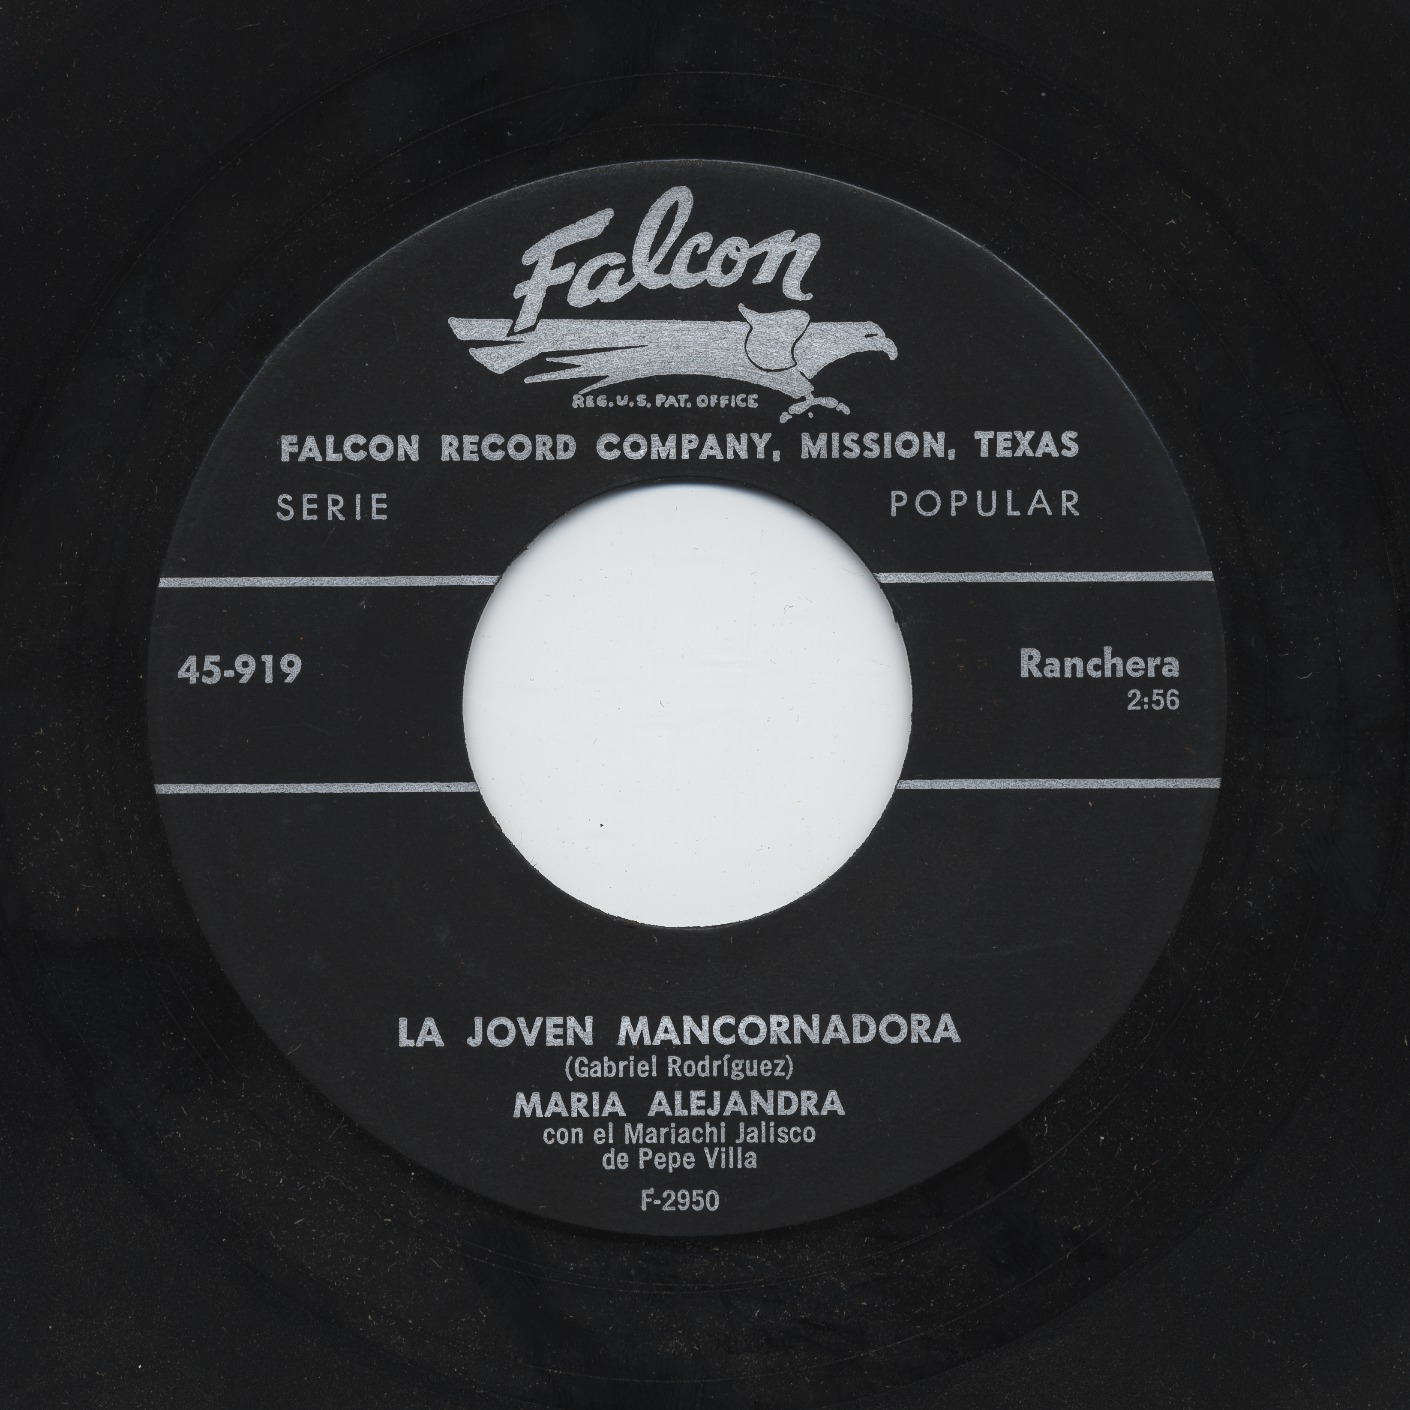 Falcon
REG. U.S. PAT. OFFICE
FALCON RECORD COMPANY, MISSION, TEXAS
SERIE POPULAR
45-919 Ranchera
2:56
LA JOVEN MANCORNADORA
(Gabriel Rodríguez)
MARIA ALEJANDRA
con el Mariachi Jalisco
de Pepe Villa
F-2950